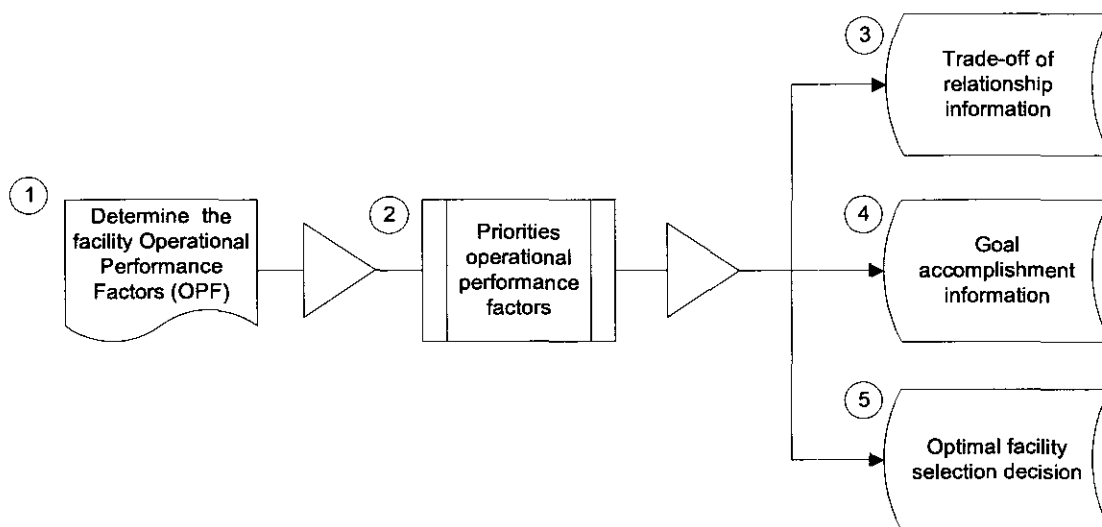 1
Determine the
facility Operational
Performance
Factors (OPF)
2
Priorities
operational
performance
factors
3
Trade-off of
relationship
information
4
Goal
accomplishment
information
5
Optimal facility
selection decision